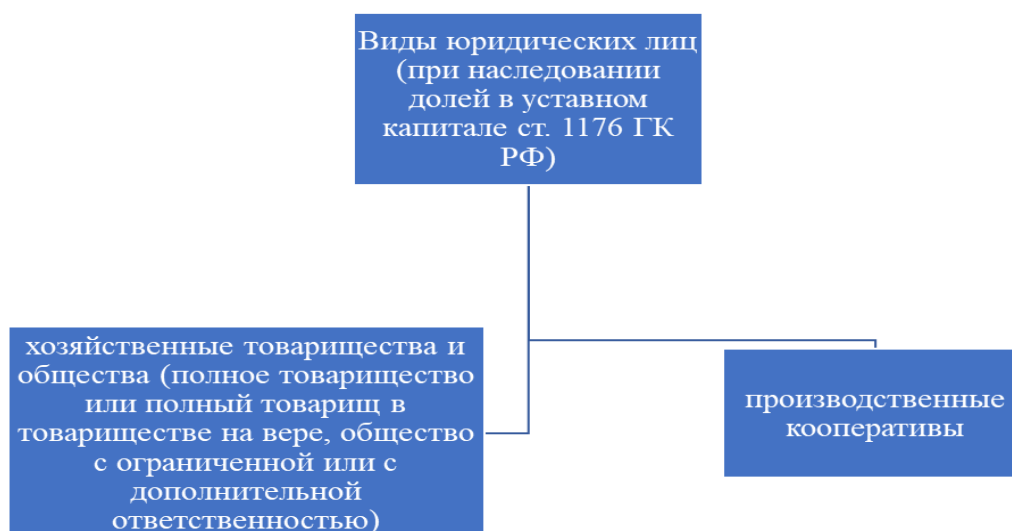 Виды юридических лиц
(при наследовании
долей в уставном
капитале ст. 1176 ГК
РФ)
хозяйственные товарищества и
общества (полное товарищество
или полный товарищ в
товариществе на вере, общество
с ограниченной или с
дополнительной
ответственностью)
производственные
кооперативы